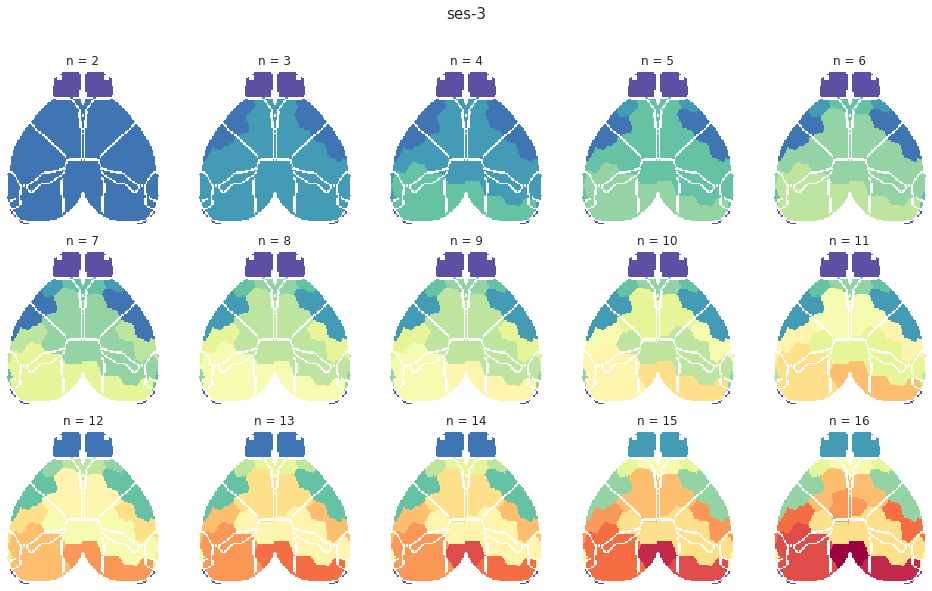 ses-3
n = 2
n = 3
n = 4
n = 5
n = 6
n = 7
n = 8
n = 9
n = 10
n = 11
n = 12
n = 13
n = 14
n = 15
n = 16